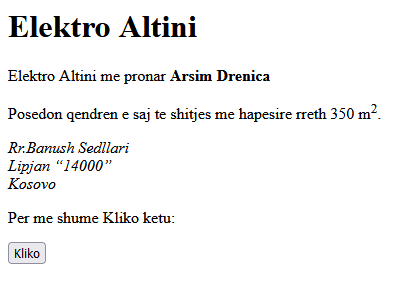 Elektro Altini
Elektro Altini me pronar Arsim Drenica
Posedon qendren e saj te shitjes me hapesire rreth 350 m².
Rr.Banush Sedllari
Lipjan “14000”
Kosovo
Per me shume Kliko ketu:
Kliko